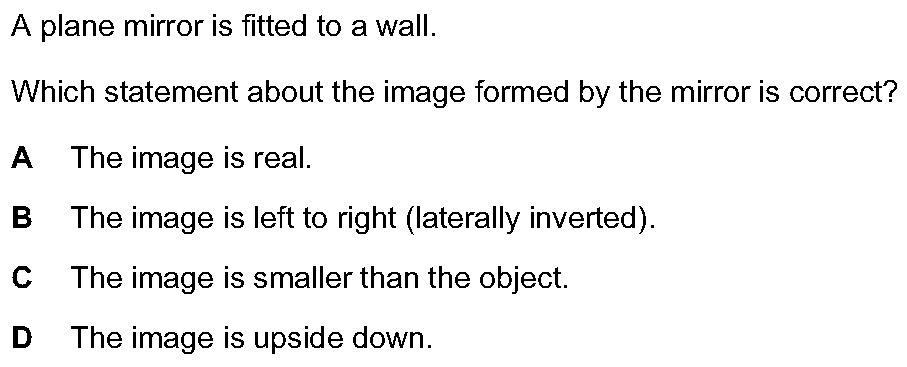 A plane mirror is fitted to a wall.
Which statement about the image formed by the mirror is correct?
A The image is real.
B The image is left to right (laterally inverted).
C The image is smaller than the object.
D The image is upside down.